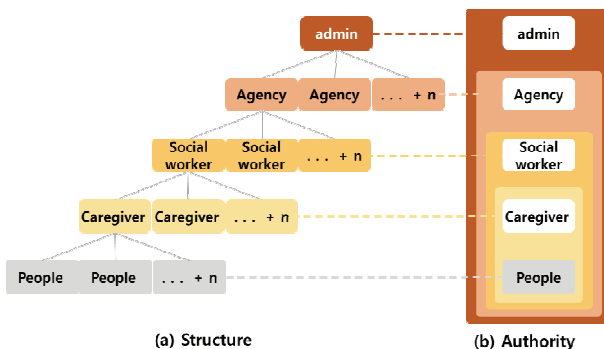 admin
admin
Agency Agency ... + n
Agency
Social worker Social worker ... + n
Social worker
Caregiver Caregiver ... + n
Caregiver
People People ... + n
People
(a) Structure
(b) Authority